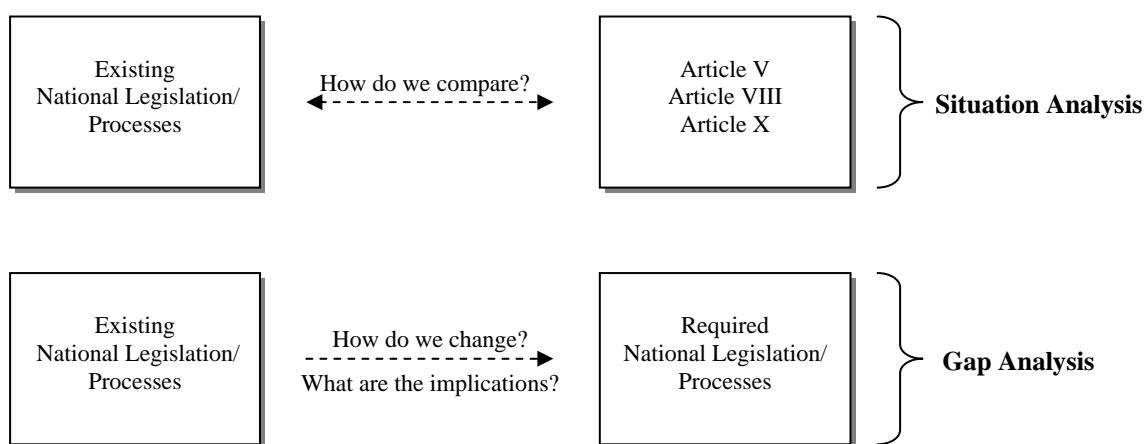 Existing
National Legislation/
Processes
How do we compare?
Article V
Article VIII
Article X
Situation Analysis
Existing
National Legislation/
Processes
How do we change?
What are the implications?
Required
National Legislation/
Processes
Gap Analysis